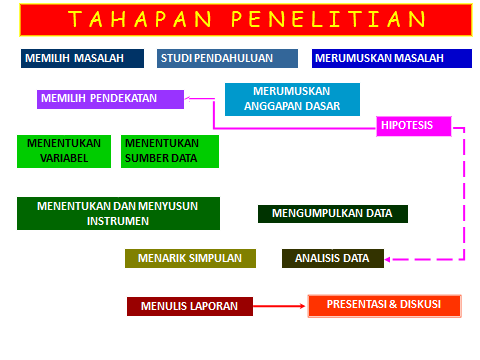 TAHAPAN PENELITIAN
MEMILIH MASALAH
STUDI PENDAHULUAN
MERUMUSKAN MASALAH
MEMILIH PENDEKATAN
MERUMUSKAN
ANGGAPAN DASAR
HIPOTESIS
MENENTUKAN
VARIABEL
MENENTUKAN
SUMBER DATA
MENENTUKAN DAN MENYUSUN
INSTRUMEN
MENGUMPULKAN DATA
MENARIK SIMPULAN
ANALISIS DATA
MENULIS LAPORAN
PRESENTASI & DISKUSI